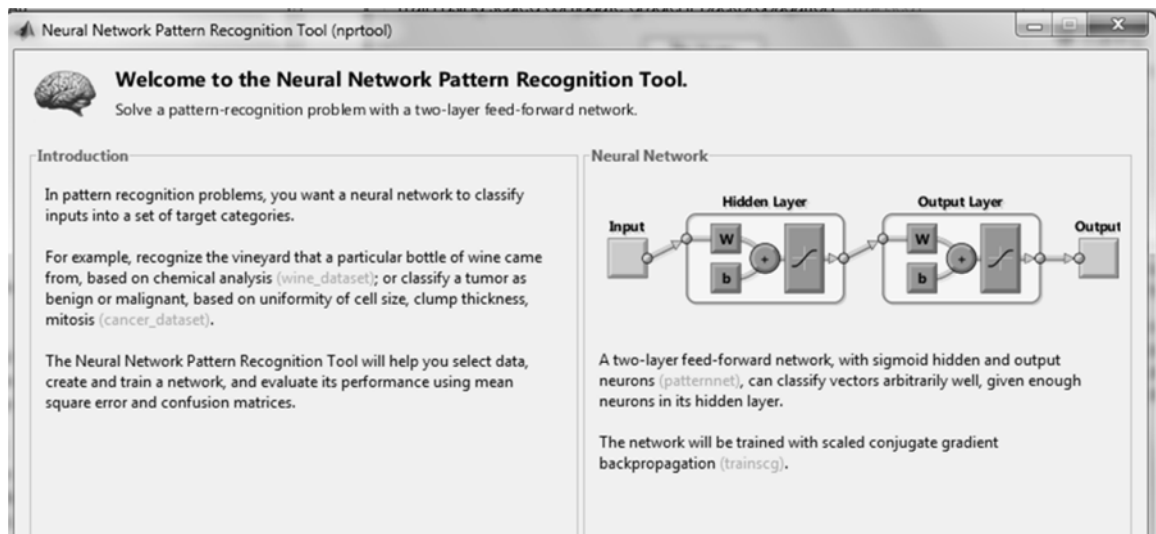 Neural Network Pattern Recognition Tool (nprtool)
Welcome to the Neural Network Pattern Recognition Tool.
Solve a pattern-recognition problem with a two-layer feed-forward network.
Introduction
In pattern recognition problems, you want a neural network to classify
inputs into a set of target categories.
For example, recognize the vineyard that a particular bottle of wine came
from, based on chemical analysis (wine_dataset); or classify a tumor as
benign or malignant, based on uniformity of cell size, clump thickness,
mitosis (cancer_dataset).
The Neural Network Pattern Recognition Tool will help you select data,
create and train a network, and evaluate its performance using mean
square error and confusion matrices.
Neural Network
Hidden Layer
Output Layer
Input
Output
W
b
+
W
b
+
A two-layer feed-forward network, with sigmoid hidden and output
neurons (patternnet), can classify vectors arbitrarily well, given enough
neurons in its hidden layer.
The network will be trained with scaled conjugate gradient
backpropagation (trainscg).